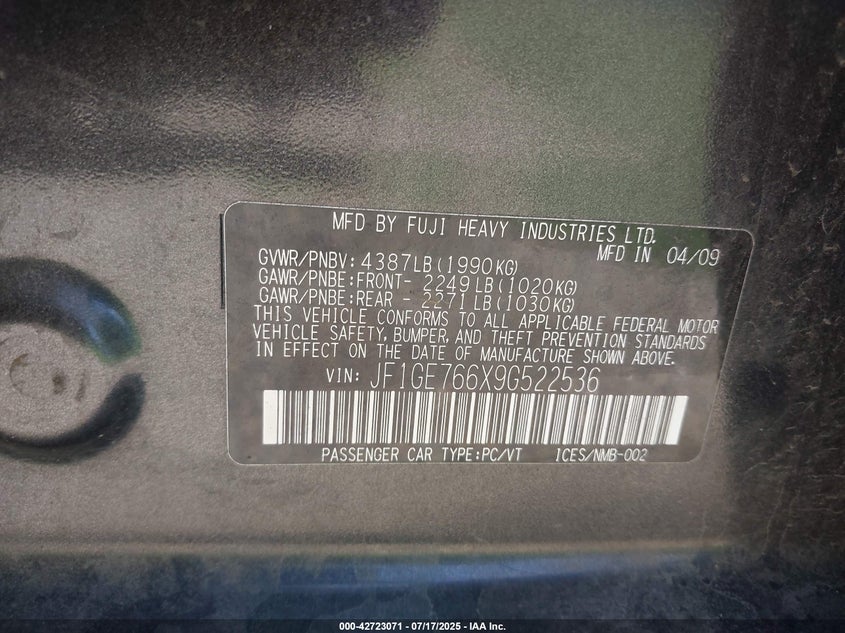 MFD BY FUJI HEAVY INDUSTRIES LTD.
MFD IN 04/09
GVWR/PNBV: 4387LB(1990KG)
GAWR/PNBE:FRONT- 2249LB(1020KG)
GAWR/PNBE:REAR - 2271LB(1030KG)
THIS VEHICLE CONFORMS TO ALL APPLICABLE FEDERAL MOTOR
VEHICLE SAFETY, BUMPER, AND THEFT PREVENTION STANDARDS
IN EFFECT ON THE DATE OF MANUFACTURE SHOWN ABOVE.
VIN: JF1GE766X9G522536
PASSENGER CAR TYPE:PC/VT ICES/NMB-002
000-42723071 - 07/17/2025 - IAA Inc.